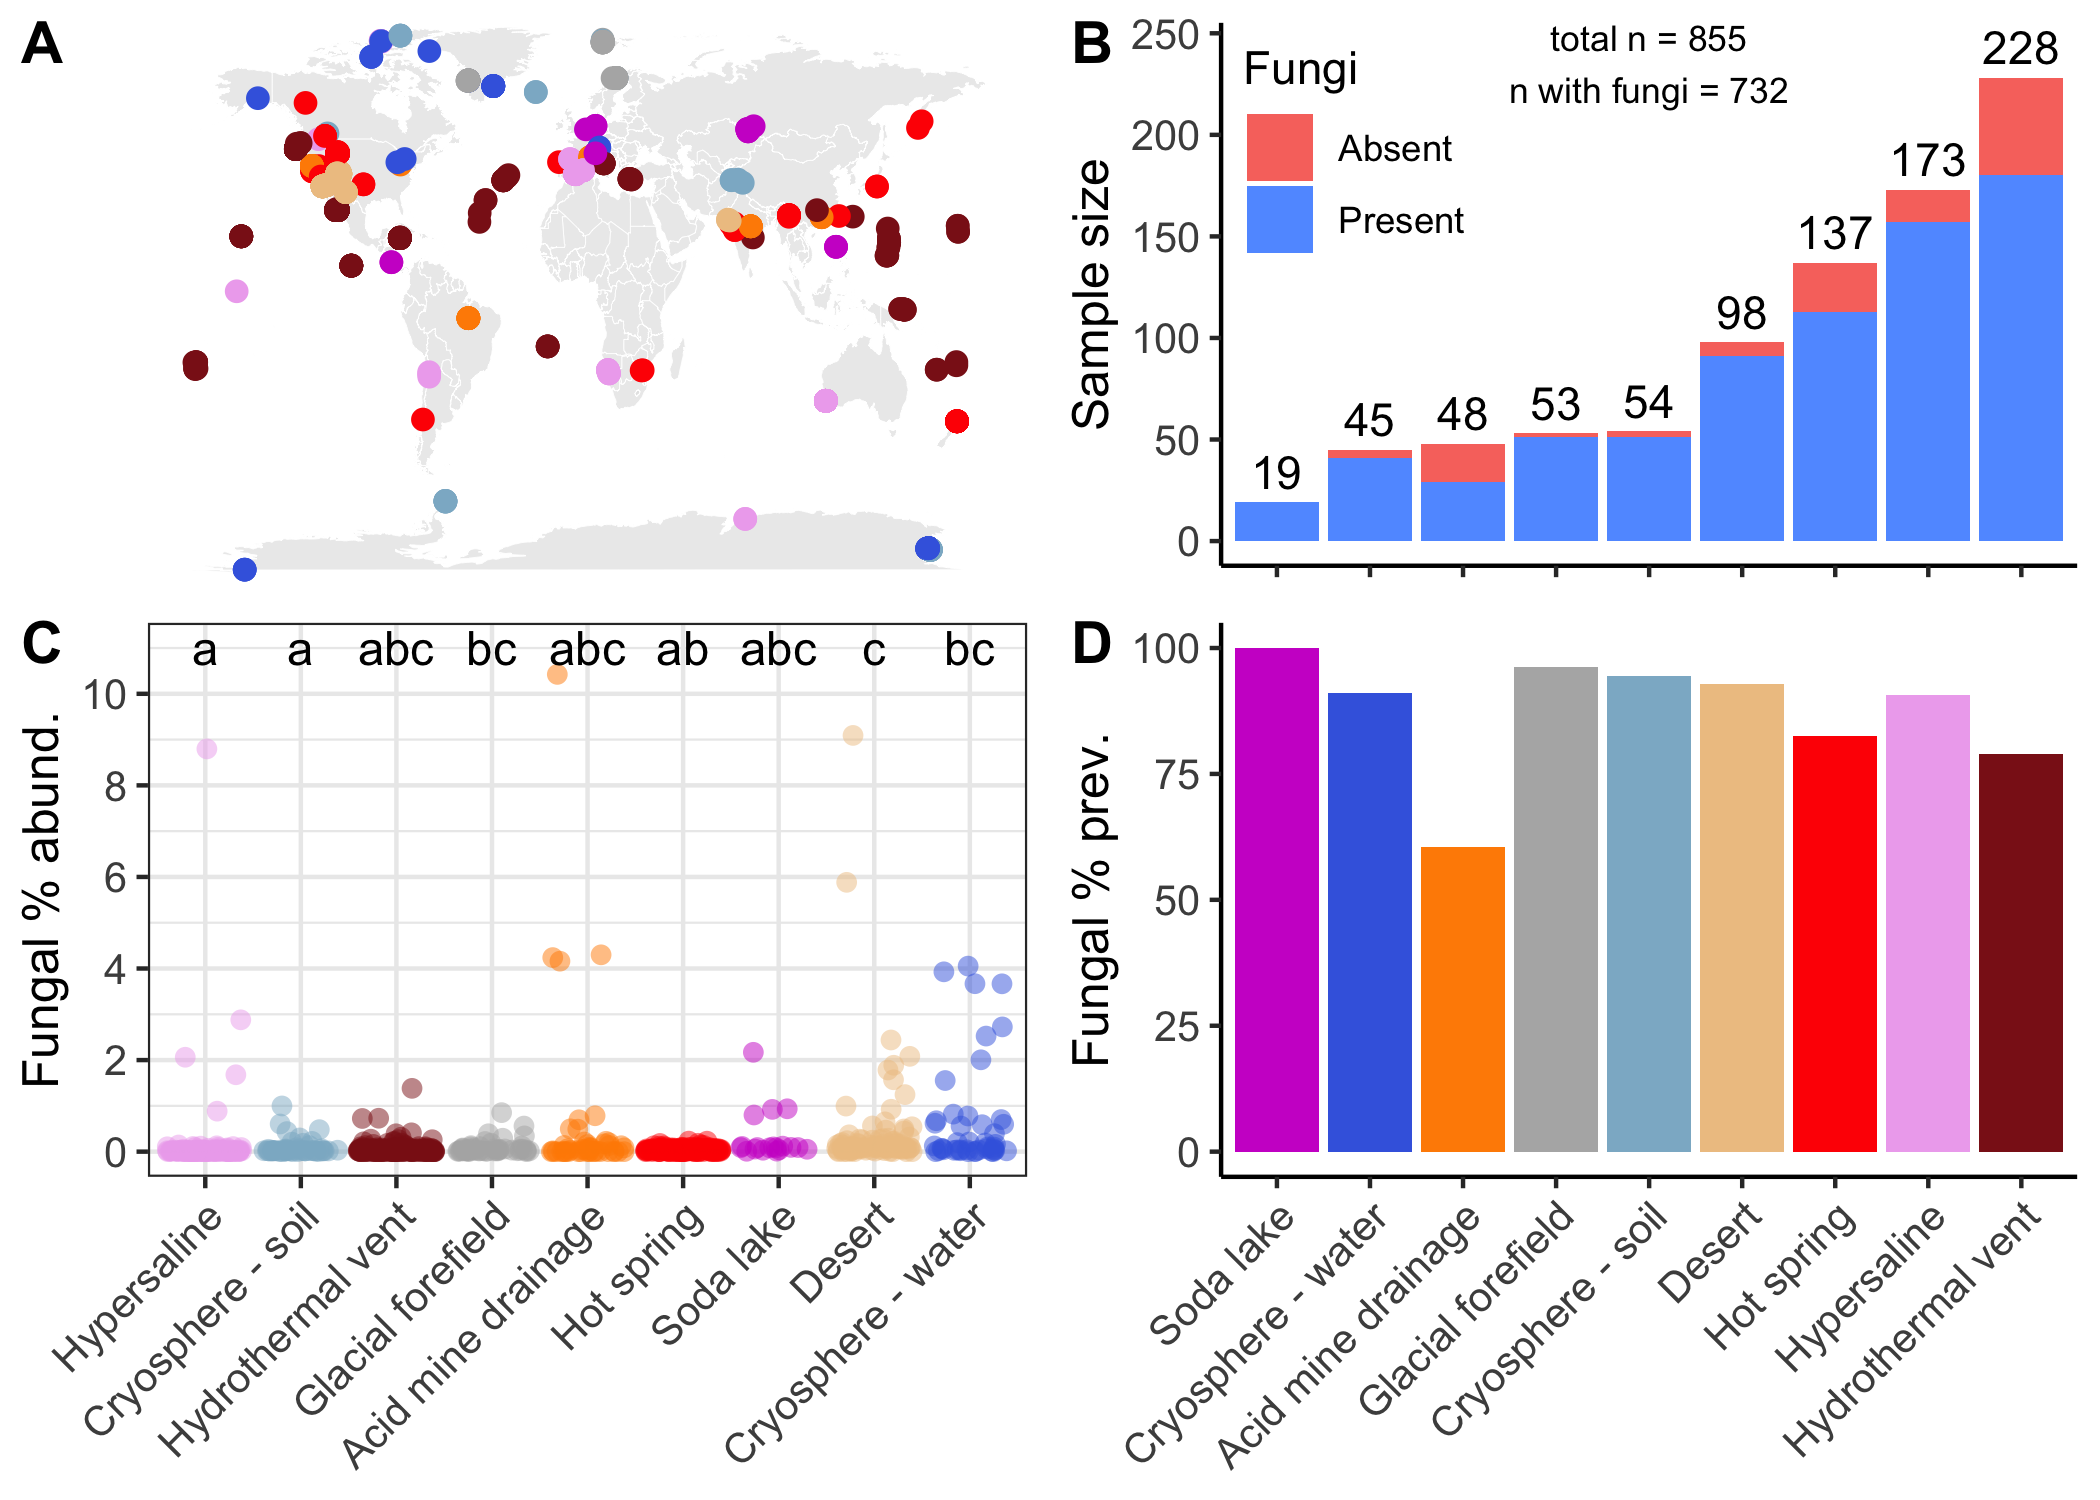 A
B
250
200
150
100
50
0
Sample size
Fungi
Absent
Present
total n = 855
n with fungi = 732
19
45
48
53
54
98
137
173
228
C
10
8
6
4
2
0
Fungal % abund.
a a abc bc abc ab abc c bc
Hypersaline
Cryosphere - soil
Hydrothermal vent
Glacial forefield
Acid mine drainage
Hot spring
Soda lake
Desert
Cryosphere - water
D
100
75
50
25
0
Fungal % prev.
Soda lake
Cryosphere - water
Acid mine drainage
Glacial forefield
Cryosphere - soil
Desert
Hot spring
Hypersaline
Hydrothermal vent